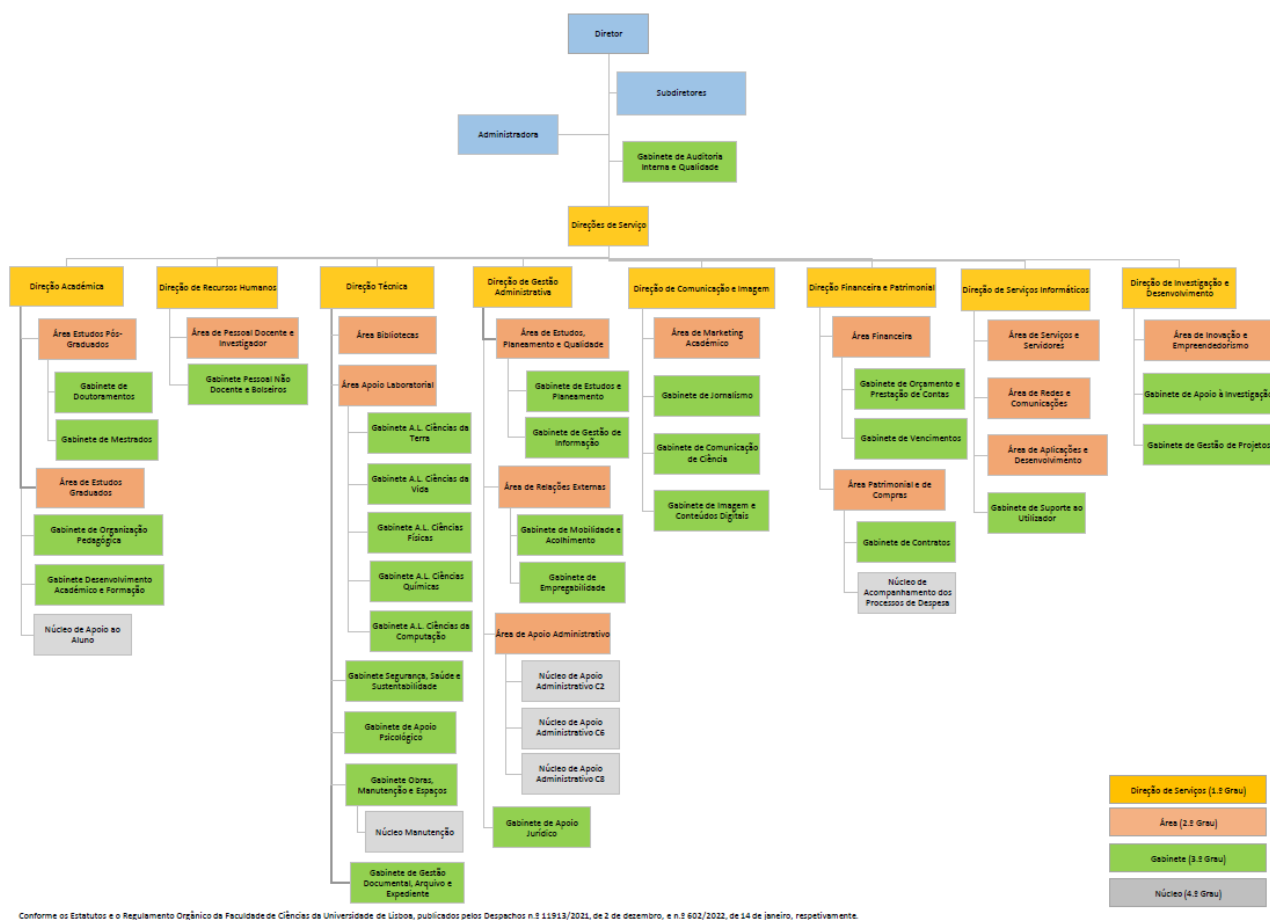 Diretor
Subdiretores
Administradora
Gabinete de Auditoria
Interna e Qualidade
Direções de Serviço
Direção Académica
Direção de Recursos Humanos
Direção Técnica
Direção de Gestão
Administrativa
Direção de Comunicação e Imagem
Direção Financeira e Patrimonial
Direção de Serviços Informáticos
Direção de Investigação e
Desenvolvimento
Área Estudos Pós-
Graduados
Gabinete de
Doutoramentos
Gabinete de Mestrados
Área de Estudos
Graduados
Gabinete de Organização
Pedagógica
Gabinete Desenvolvimento
Académico e Formação
Núcleo de Apoio ao
Aluno
Área de Pessoal Docente e
Investigador
Gabinete Pessoal Não
Docente e Bolseiros
Área Bibliotecas
Área Apoio Laboratorial
Gabinete A.L. Ciências da
Terra
Gabinete A.L. Ciências da
Vida
Gabinete A.L. Ciências
Físicas
Gabinete A.L. Ciências
Químicas
Gabinete A.L. Ciências da
Computação
Gabinete Segurança, Saúde e
Sustentabilidade
Gabinete de Apoio
Psicológico
Gabinete Obras,
Manutenção e Espaços
Núcleo Manutenção
Gabinete de Gestão
Documental, Arquivo e
Expediente
Área de Estudos,
Planeamento e Qualidade
Gabinete de Estudos e
Planeamento
Gabinete de Gestão de
Informação
Área de Relações Externas
Gabinete de Mobilidade e
Acolhimento
Gabinete de
Empregabilidade
Área de Apoio Administrativo
Núcleo de Apoio
Administrativo C2
Núcleo de Apoio
Administrativo C6
Núcleo de Apoio
Administrativo C8
Gabinete de Apoio
Jurídico
Área de Marketing
Académico
Gabinete de Jornalismo
Gabinete de Comunicação
de Ciência
Gabinete de Imagem e
Conteúdos Digitais
Área Financeira
Gabinete de Orçamento e
Prestação de Contas
Gabinete de Vencimentos
Área Patrimonial e de
Compras
Gabinete de Contratos
Núcleo de
Acompanhamento dos
Processos de Despesa
Área de Serviços e
Servidores
Área de Redes e
Comunicações
Área de Aplicações e
Desenvolvimento
Gabinete de Suporte ao
Utilizador
Área de Inovação e
Empreendedorismo
Gabinete de Apoio à Investigação
Gabinete de Gestão de Projetos
Direção de Serviços (1.º Grau)
Área (2.º Grau)
Gabinete (3.º Grau)
Núcleo (4.º Grau)
Conforme os Estatutos e o Regulamento Orgânico da Faculdade de Ciências da Universidade de Lisboa, publicados pelos Despachos n.º 11913/2021, de 2 de dezembro, e n.º 602/2022, de 14 de janeiro, respetivamente.